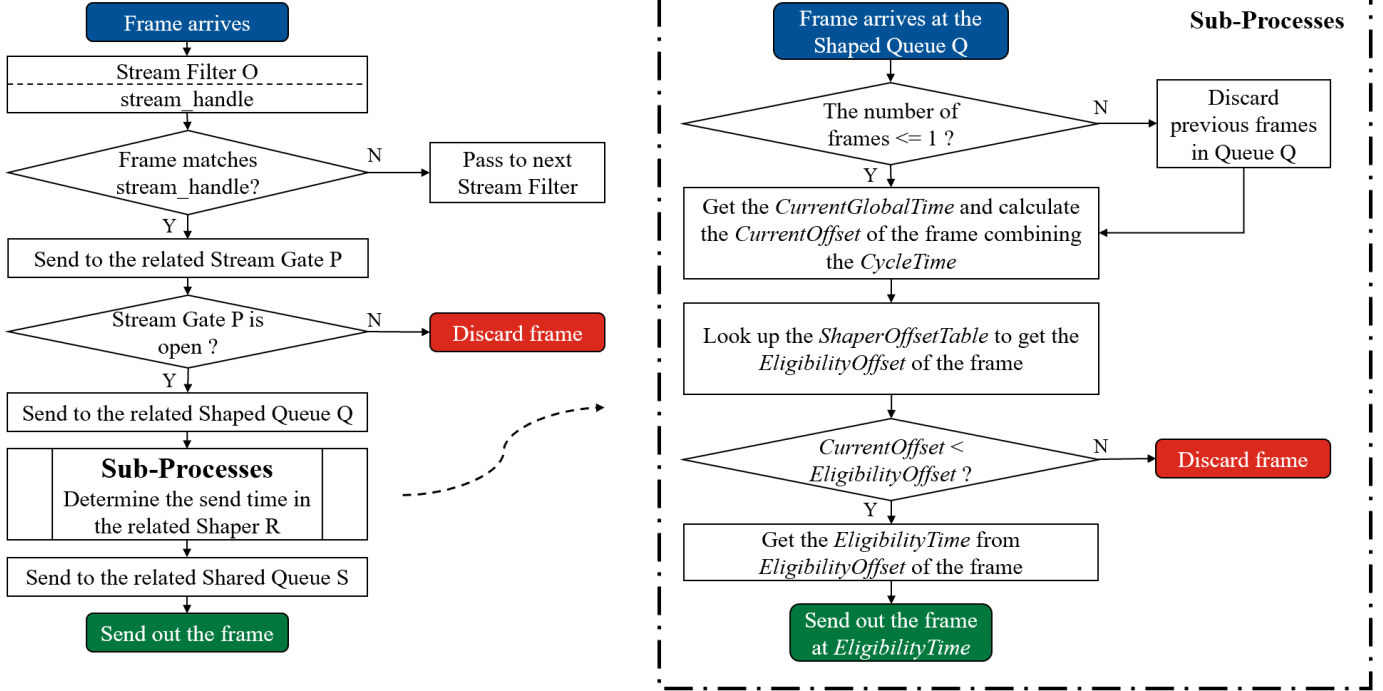 Frame arrives
Stream Filter O
stream_handle
Frame matches
stream_handle?
N
Pass to next
Stream Filter
Y
Send to the related Stream Gate P
Stream Gate P is
open ?
N
Discard frame
Y
Send to the related Shaped Queue Q
Sub-Processes
Determine the send time in
the related Shaper R
Send to the related Shared Queue S
Send out the frame
Sub-Processes
Frame arrives at the
Shaped Queue Q
The number of
frames <= 1 ?
N
Discard
previous frames
in Queue Q
Y
Get the CurrentGlobalTime and calculate
the CurrentOffset of the frame combining
the CycleTime
Look up the ShaperOffsetTable to get the
EligibilityOffset of the frame
CurrentOffset <
EligibilityOffset ?
N
Discard frame
Y
Get the EligibilityTime from
EligibilityOffset of the frame
Send out the frame
at EligibilityTime